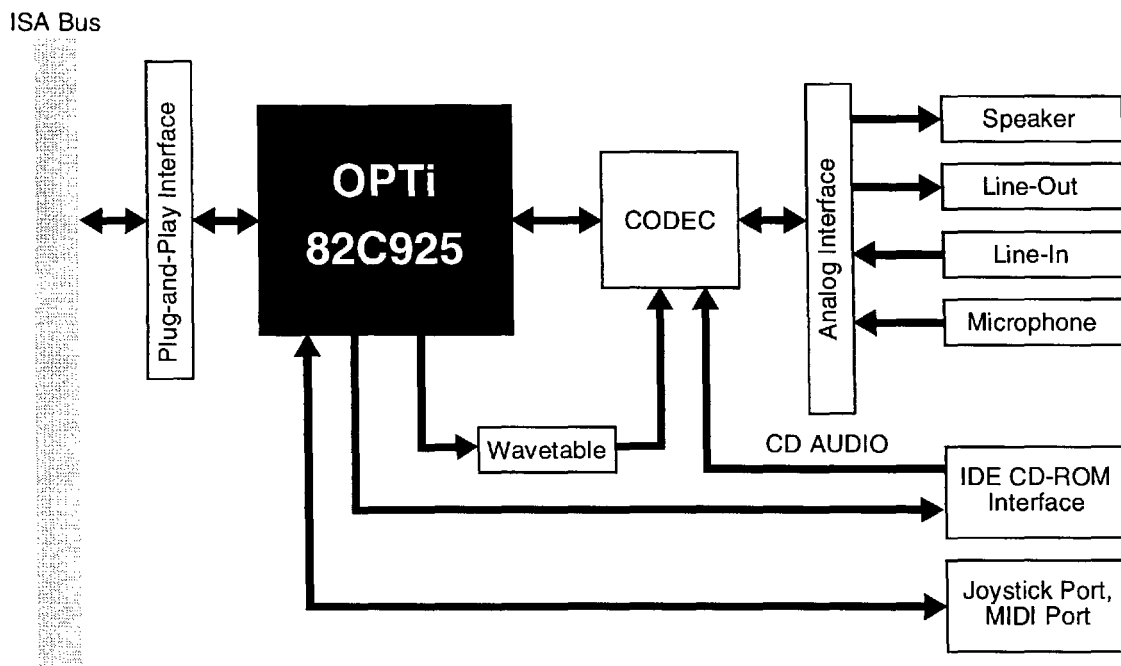 ISA Bus
Plug-and-Play Interface
OPTi
82C925
CODEC
Analog Interface
Speaker
Line-Out
Line-In
Microphone
Wavetable
CD AUDIO
IDE CD-ROM
Interface
Joystick Port,
MIDI Port